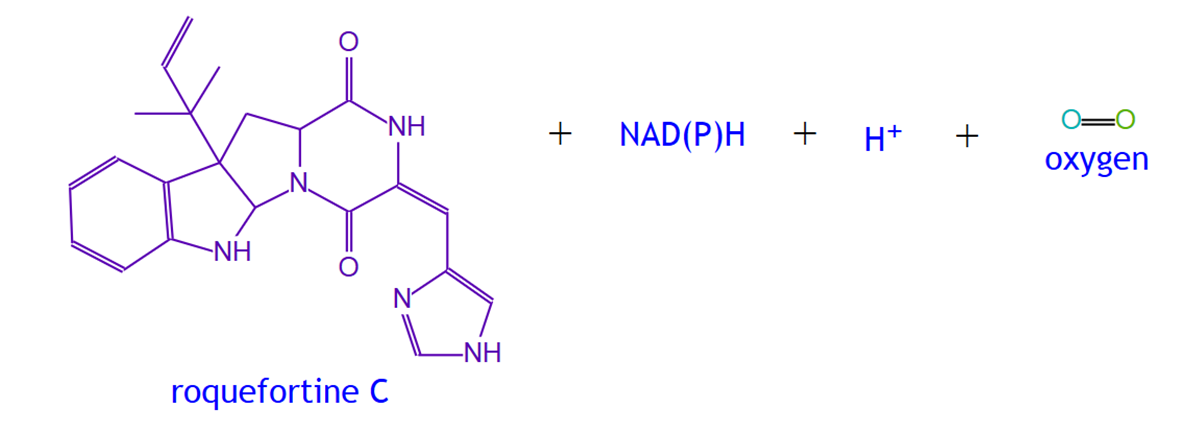 O
NH
N
NH
O
N
NH
roquefortine C
+ NAD(P)H + H⁺ + O=O
oxygen